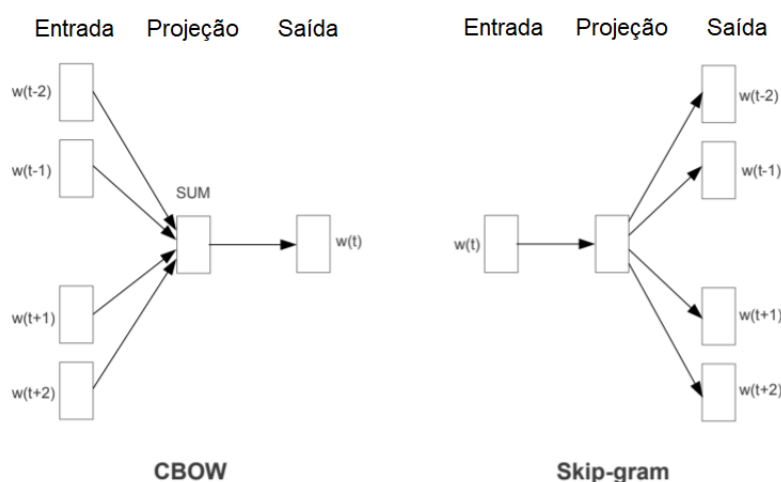 Entrada Projeção Saída
w(t-2)
w(t-1)
SUM
w(t)
w(t+1)
w(t+2)
CBOW
Entrada Projeção Saída
w(t-2)
w(t-1)
w(t)
w(t+1)
w(t+2)
Skip-gram